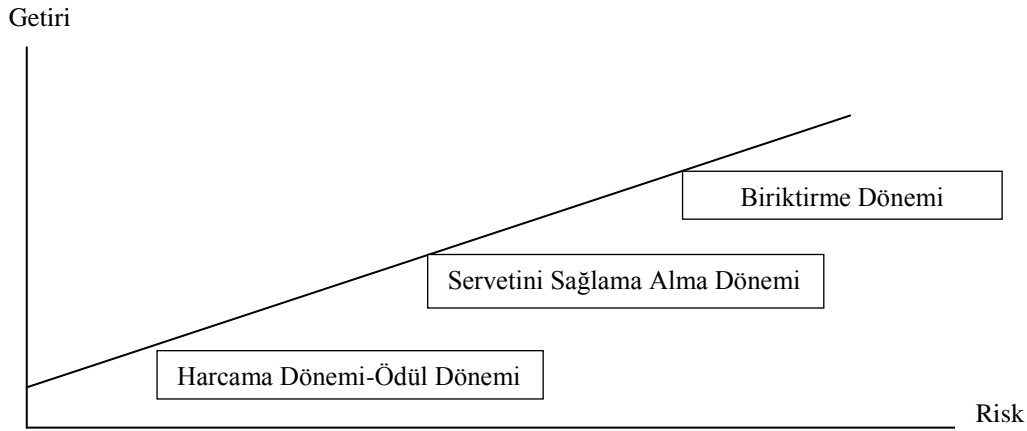 Getiri
Biriktirme Dönemi
Servetini Sağlama Alma Dönemi
Harcama Dönemi-Ödül Dönemi
Risk